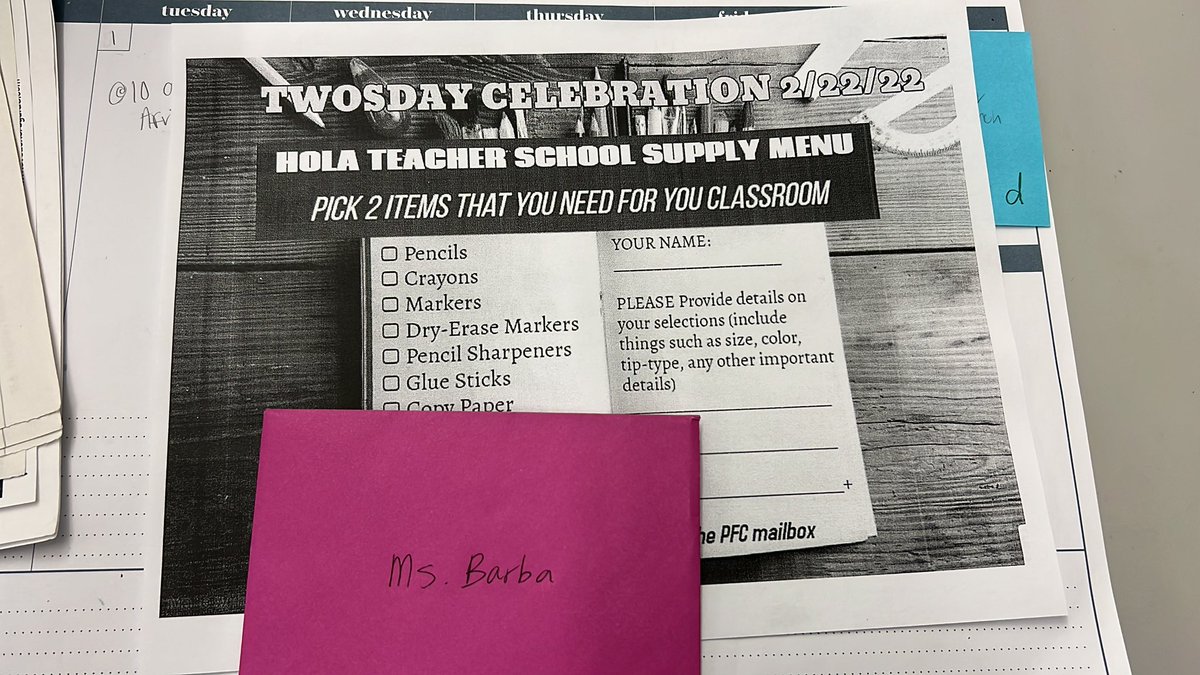 tuesday
wednesday
thursday
1
@10
TWOSDAY CELEBRATION 2/22/22
HOLA TEACHER SCHOOL SUPPLY MENU
PICK 2 ITEMS THAT YOU NEED FOR YOU CLASSROOM
Pencils
Crayons
Markers
Dry-Erase Markers
Pencil Sharpeners
Glue Sticks
Copy Paper
YOUR NAME:
PLEASE Provide details on
your selections (include
things such as size, color,
tip-type, any other important
details)
PFC mailbox
d
Ms. Barba